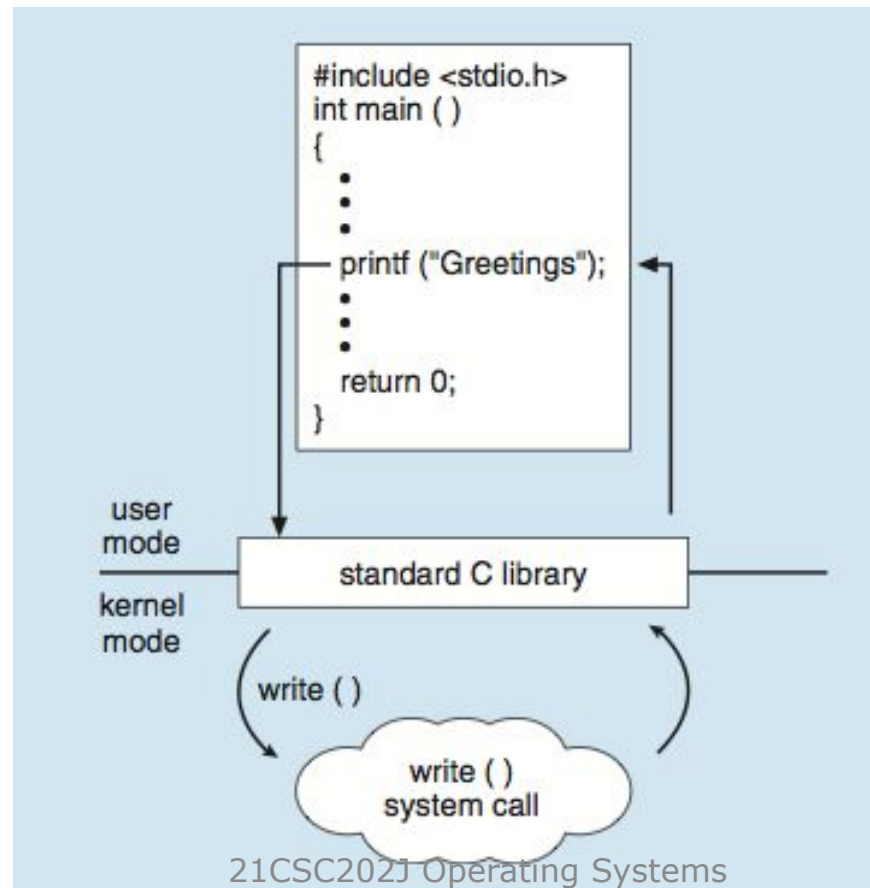 #include <stdio.h>
int main ( )
{
•
•
•
printf ("Greetings");
•
•
•
return 0;
}
user
mode
standard C library
kernel
mode
write ( )
write ( )
system call
21CSC202J Operating Systems